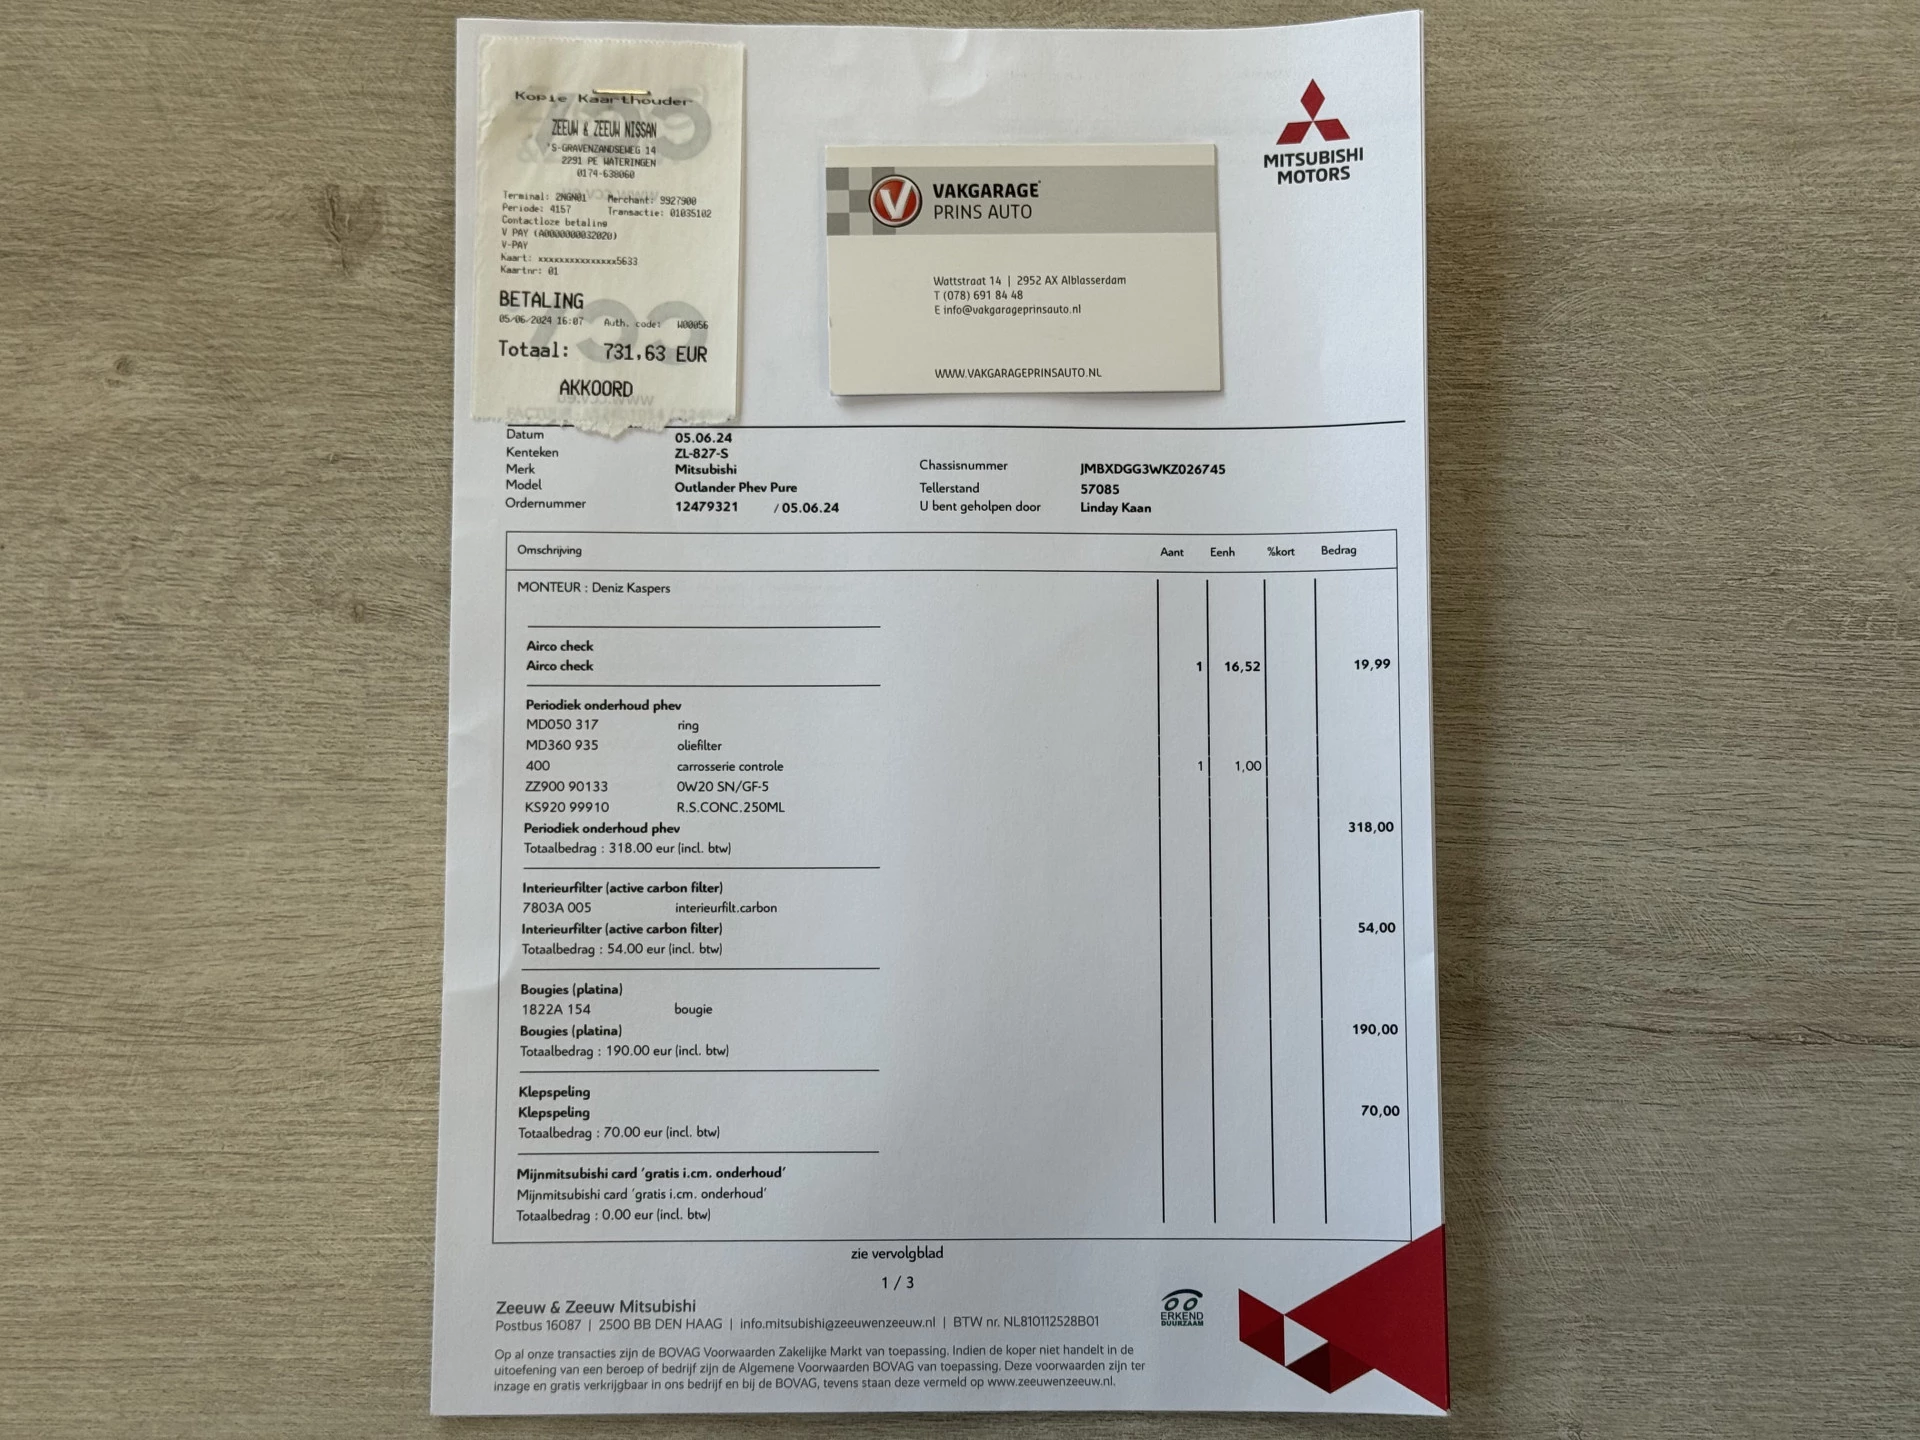 Kopie Kaarthouder
ZEEUW & ZEEUW NISSAN
'S-GRAVENZANDSEWEG 14
2291 PE WATERINGEN
0174-638060
Terminal: 2NGN01 Merchant: 9927900
Periode: 4157 Transactie: 01035102
Contactloze betaling
V PAY (A0000000032020)
V-PAY
Kaart: xxxxxxxxxxxxxxx5633
Kaartnr: 01
BETALING
05/06/2024 16:07 Auth. code: W00056
Totaal: 731,63 EUR
AKKOORD
VAKGARAGE
PRINS AUTO
Wattstraat 14 | 2952 AX Alblasserdam
T (078) 691 84 48
E info@vakgarageprinsauto.nl
WWW.VAKGARAGEPRINSAUTO.NL
MITSUBISHI
MOTORS
Datum 05.06.24
Kenteken ZL-827-S
Merk Mitsubishi Chassisnummer JMBXDGG3WKZ026745
Model Outlander Phev Pure Tellerstand 57085
Ordernummer 12479321 / 05.06.24 U bent geholpen door Linday Kaan
Omschrijving Aant Eenh %kort Bedrag
MONTEUR : Deniz Kaspers
Airco check
Airco check 1 16,52 19,99
Periodiek onderhoud phev
MD050 317 ring
MD360 935 oliefilter
400 carrosserie controle 1 1,00
ZZ900 90133 0W20 SN/GF-5
KS920 99910 R.S.CONC.250ML
Periodiek onderhoud phev 318,00
Totaalbedrag : 318.00 eur (incl. btw)
Interieurfilter (active carbon filter)
7803A 005 interieurfilt.carbon
Interieurfilter (active carbon filter) 54,00
Totaalbedrag : 54.00 eur (incl. btw)
Bougies (platina)
1822A 154 bougie
Bougies (platina) 190,00
Totaalbedrag : 190.00 eur (incl. btw)
Klepspeling
Klepspeling 70,00
Totaalbedrag : 70.00 eur (incl. btw)
Mijnmitsubishi card 'gratis i.cm. onderhoud'
Mijnmitsubishi card 'gratis i.cm. onderhoud'
Totaalbedrag : 0.00 eur (incl. btw)
zie vervolgblad
1 / 3
Zeeuw & Zeeuw Mitsubishi
Postbus 16087 | 2500 BB DEN HAAG | info.mitsubishi@zeeuwenzeeuw.nl | BTW nr. NL810112528B01
ERKEND
DUURZAAM
Op al onze transacties zijn de BOVAG Voorwaarden Zakelijke Markt van toepassing. Indien de koper niet handelt in de
uitoefening van een beroep of bedrijf zijn de Algemene Voorwaarden BOVAG van toepassing. Deze voorwaarden zijn ter
inzage en gratis verkrijgbaar in ons bedrijf en bij de BOVAG, tevens staan deze vermeld op www.zeeuwenzeeuw.nl.